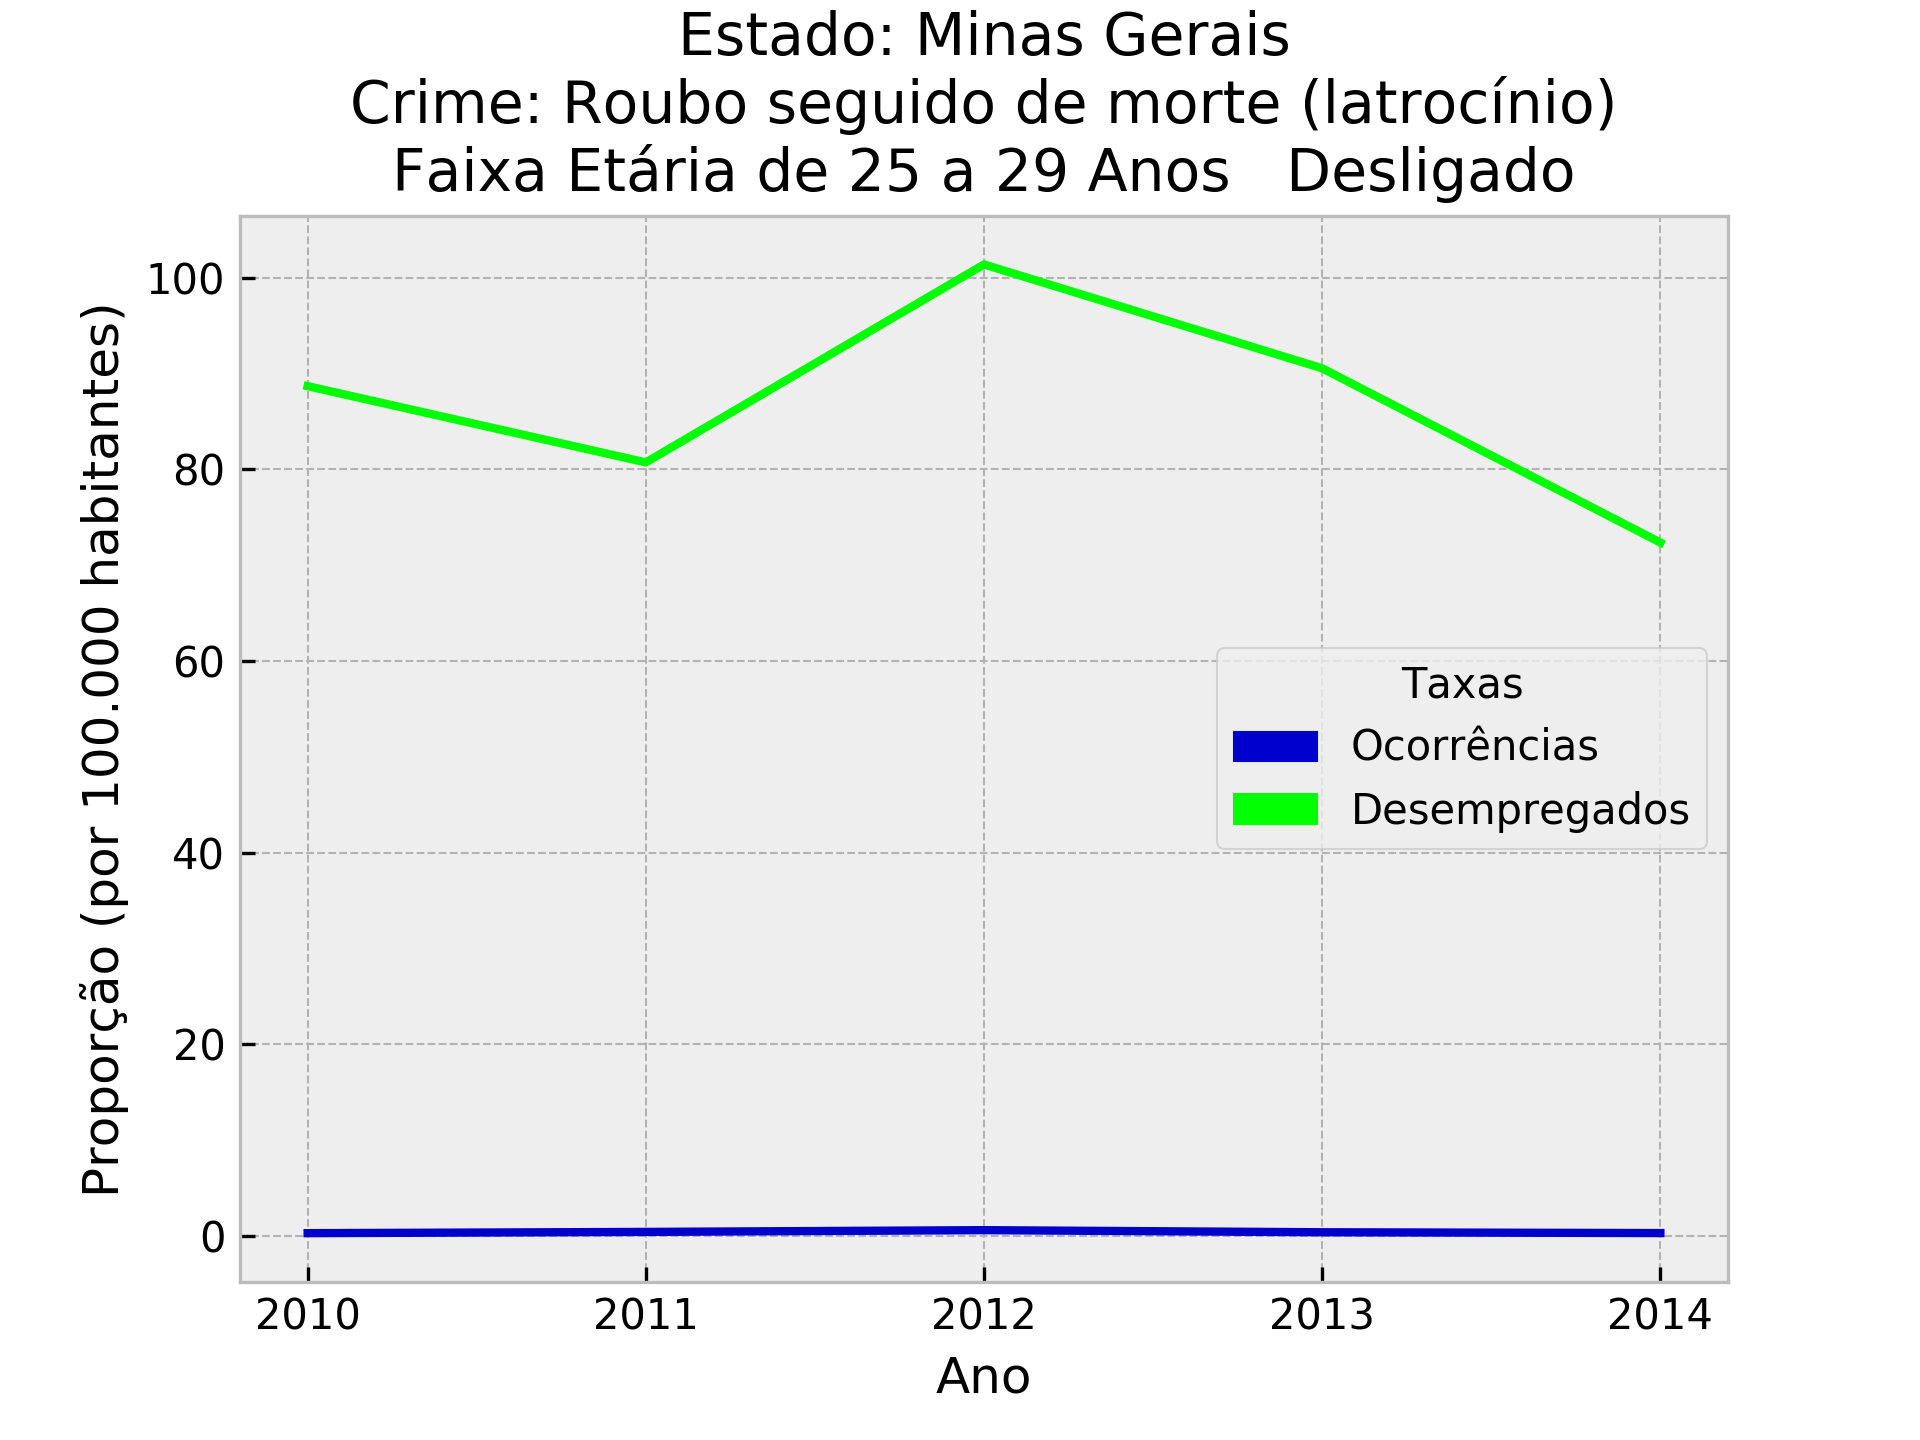 Estado: Minas Gerais
Crime: Roubo seguido de morte (latrocínio)
Faixa Etária de 25 a 29 Anos   Desligado
Proporção (por 100.000 habitantes)
100
80
60
40
20
0
Taxas
Ocorrências
Desempregados
2010 2011 2012 2013 2014
Ano